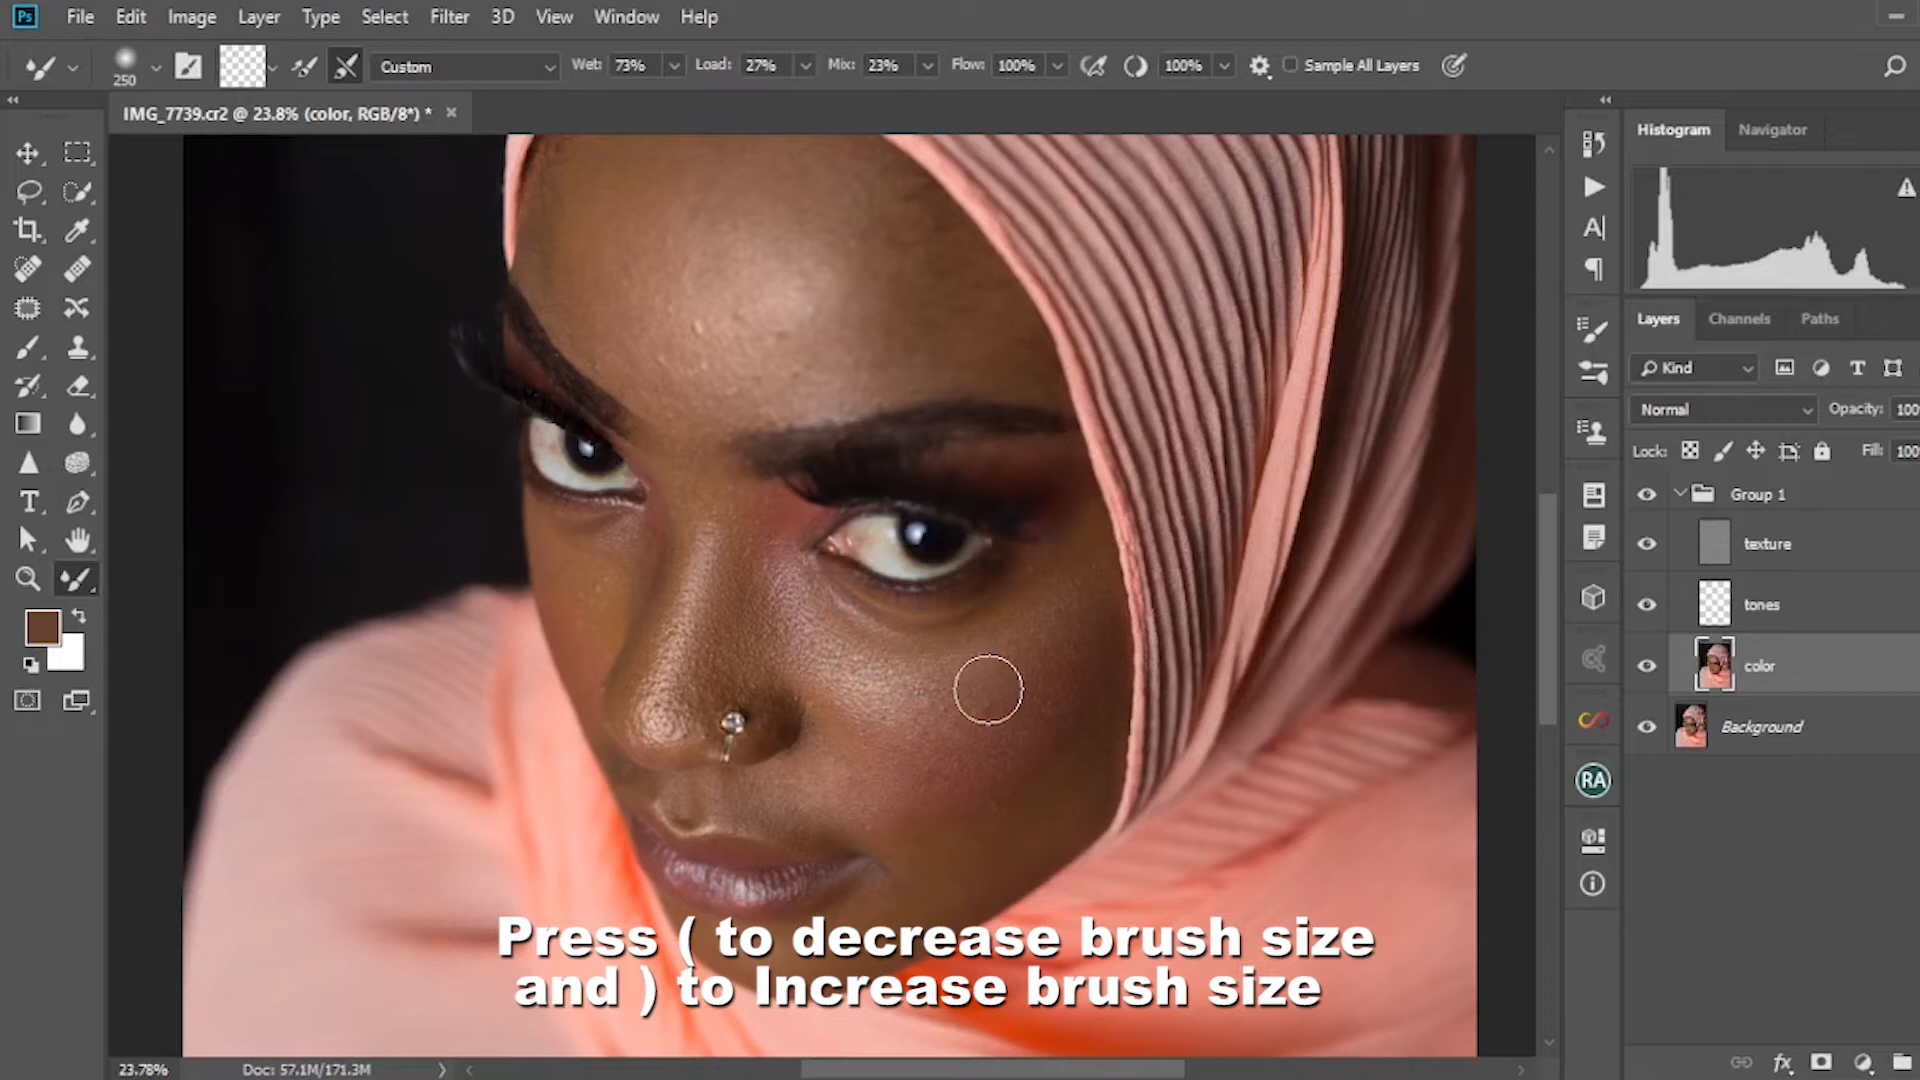 Ps File Edit Image Layer Type Select Filter 3D View Window Help
250 Custom Wet: 73% Load: 27% Mix: 23% Flow: 100% 100% Sample All Layers
IMG_7739.cr2 @ 23.8% (color, RGB/8*) * ×
Histogram Navigator
Layers Channels Paths
Kind
Normal Opacity: 100
Lock: Fill: 100
Group 1
texture
tones
color
Background
RA
Press ( to decrease brush size
and ) to Increase brush size
23.78% Doc: 57.1M/171.3M
fx